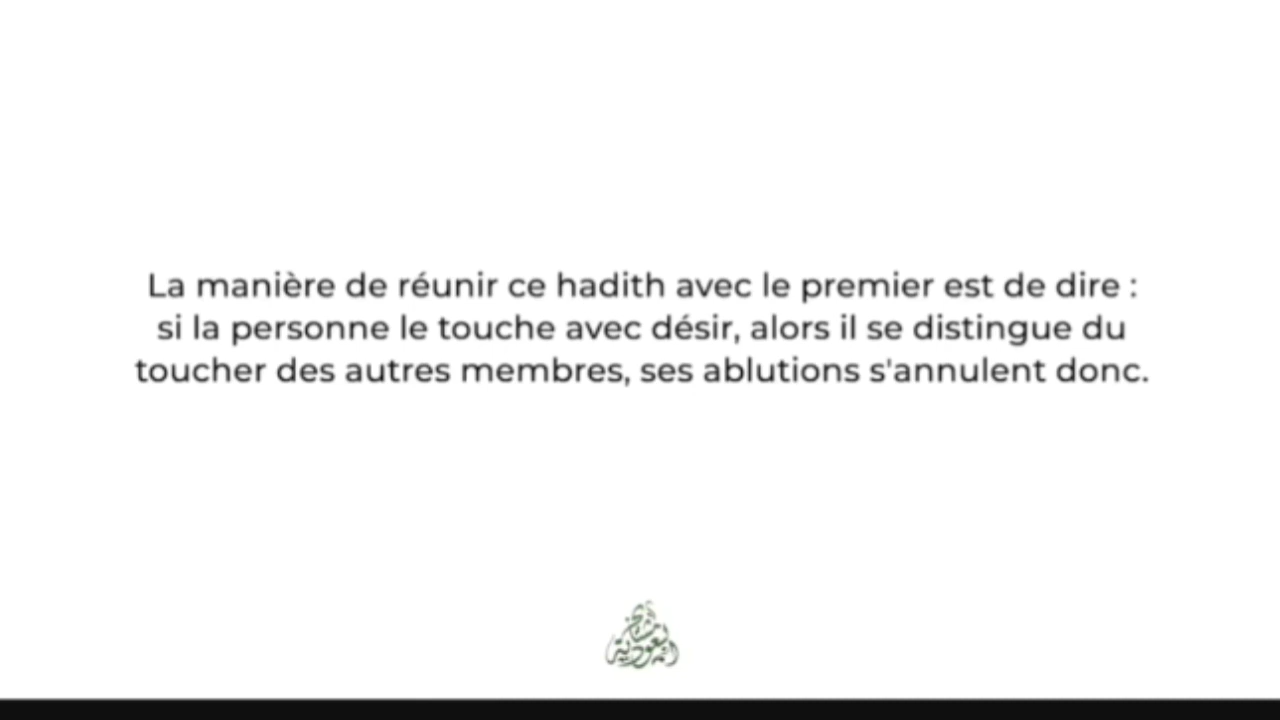 La manière de réunir ce hadith avec le premier est de dire :
si la personne le touche avec désir, alors il se distingue du
toucher des autres membres, ses ablutions s'annulent donc.